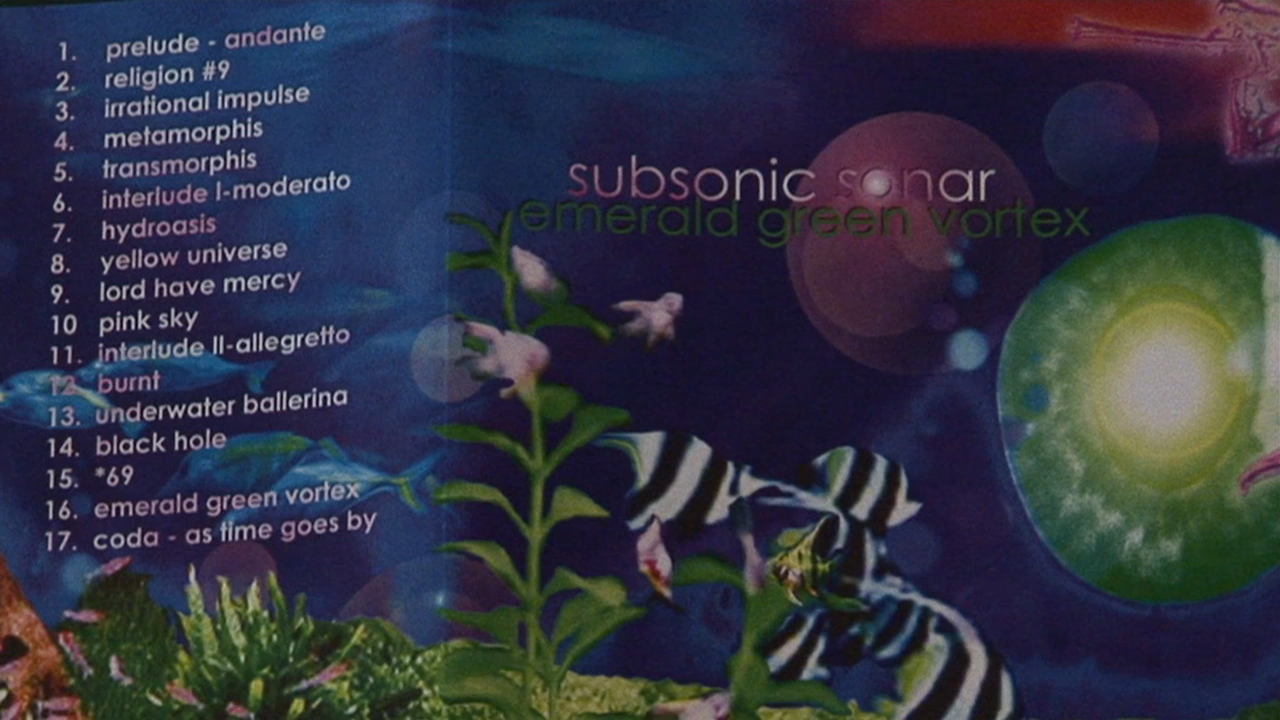 1. prelude - andante
2. religion #9
3. irrational impulse
4. metamorphis
5. transmorphis
6. interlude I-moderato
7. hydroasis
8. yellow universe
9. lord have mercy
10 pink sky
11. interlude II-allegretto
12 burnt
13. underwater ballerina
14. black hole
15. *69
16. emerald green vortex
17. coda - as time goes by
subsonic sonar
emerald green vortex